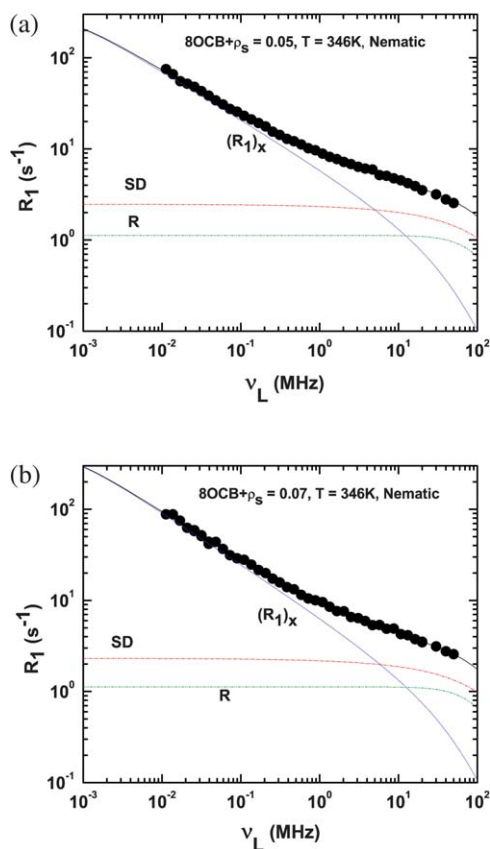 (a)
8OCB+ρs = 0.05, T = 346K, Nematic
10²
10¹
10⁰
10⁻¹
R₁ (s⁻¹)
(R₁)x
SD
R
10⁻³ 10⁻² 10⁻¹ 10⁰ 10¹ 10²
νL (MHz)
(b)
8OCB+ρs = 0.07, T = 346K, Nematic
10²
10¹
10⁰
10⁻¹
R₁ (s⁻¹)
(R₁)x
SD
R
10⁻³ 10⁻² 10⁻¹ 10⁰ 10¹ 10²
νL (MHz)